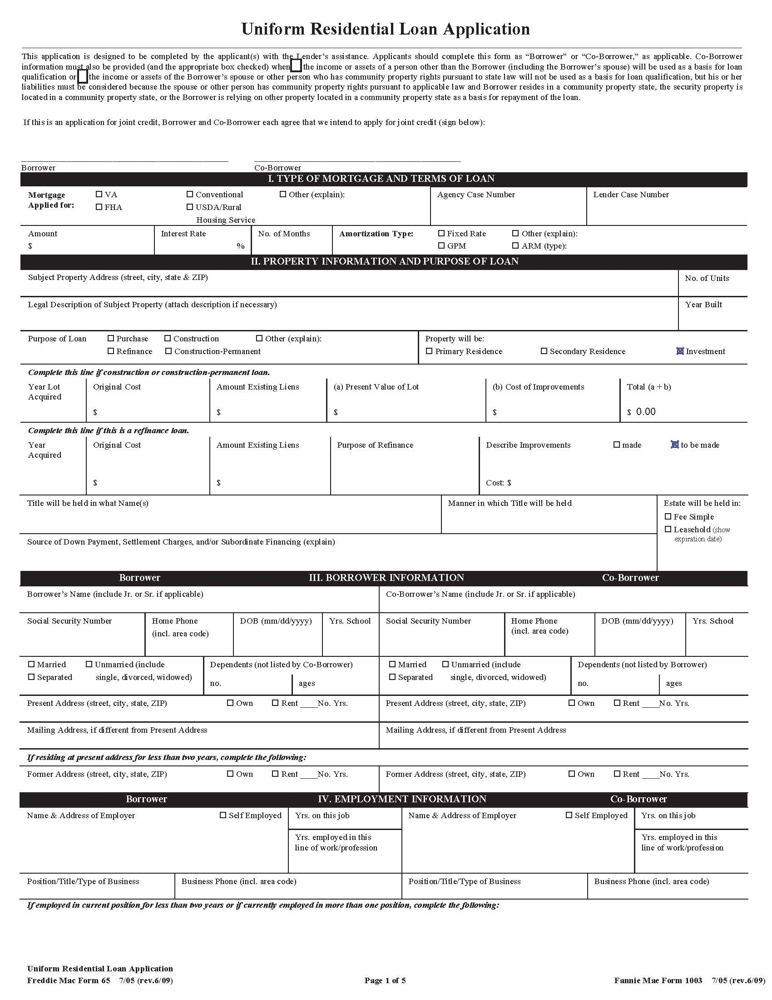 Uniform Residential Loan Application
This application is designed to be completed by the applicant(s) with the Lender's assistance. Applicants should complete this form as “Borrower” or “Co-Borrower,” as applicable. Co-Borrower
information must also be provided (and the appropriate box checked) when ☐ the income or assets of a person other than the Borrower (including the Borrower's spouse) will be used as a basis for loan
qualification or ☐ the income or assets of the Borrower's spouse or other person who has community property rights pursuant to state law will not be used as a basis for loan qualification, but his or her
liabilities must be considered because the spouse or other person has community property rights pursuant to applicable law and Borrower resides in a community property state, the security property is
located in a community property state, or the Borrower is relying on other property located in a community property state as a basis for repayment of the loan.
If this is an application for joint credit, Borrower and Co-Borrower each agree that we intend to apply for joint credit (sign below):
Borrower Co-Borrower
I. TYPE OF MORTGAGE AND TERMS OF LOAN
Mortgage ☐ VA ☐ Conventional ☐ Other (explain): Agency Case Number Lender Case Number
Applied for: ☐ FHA ☐ USDA/Rural
Housing Service
Amount Interest Rate No. of Months Amortization Type: ☐ Fixed Rate ☐ Other (explain):
$ % ☐ GPM ☐ ARM (type):
II. PROPERTY INFORMATION AND PURPOSE OF LOAN
Subject Property Address (street, city, state & ZIP) No. of Units
Legal Description of Subject Property (attach description if necessary) Year Built
Purpose of Loan ☐ Purchase ☐ Construction ☐ Other (explain): Property will be:
☐ Refinance ☐ Construction-Permanent ☐ Primary Residence ☐ Secondary Residence ☒ Investment
Complete this line if construction or construction-permanent loan.
Year Lot Original Cost Amount Existing Liens (a) Present Value of Lot (b) Cost of Improvements Total (a + b)
Acquired
$ $ $ $ $ 0.00
Complete this line if this is a refinance loan.
Year Original Cost Amount Existing Liens Purpose of Refinance Describe Improvements ☐ made ☒ to be made
Acquired
$ $ Cost: $
Title will be held in what Name(s) Manner in which Title will be held Estate will be held in:
☐ Fee Simple
☐ Leasehold (show
expiration date)
Source of Down Payment, Settlement Charges, and/or Subordinate Financing (explain)
Borrower III. BORROWER INFORMATION Co-Borrower
Borrower's Name (include Jr. or Sr. if applicable) Co-Borrower's Name (include Jr. or Sr. if applicable)
Social Security Number Home Phone DOB (mm/dd/yyyy) Yrs. School Social Security Number Home Phone DOB (mm/dd/yyyy) Yrs. School
(incl. area code) (incl. area code)
☐ Married ☐ Unmarried (include Dependents (not listed by Co-Borrower) ☐ Married ☐ Unmarried (include Dependents (not listed by Borrower)
☐ Separated single, divorced, widowed) ☐ Separated single, divorced, widowed)
no. ages no. ages
Present Address (street, city, state, ZIP) ☐ Own ☐ Rent ____No. Yrs. Present Address (street, city, state, ZIP) ☐ Own ☐ Rent ____No. Yrs.
Mailing Address, if different from Present Address Mailing Address, if different from Present Address
If residing at present address for less than two years, complete the following:
Former Address (street, city, state, ZIP) ☐ Own ☐ Rent ____No. Yrs. Former Address (street, city, state, ZIP) ☐ Own ☐ Rent ____No. Yrs.
Borrower IV. EMPLOYMENT INFORMATION Co-Borrower
Name & Address of Employer ☐ Self Employed Yrs. on this job Name & Address of Employer ☐ Self Employed Yrs. on this job
Yrs. employed in this Yrs. employed in this
line of work/profession line of work/profession
Position/Title/Type of Business Business Phone (incl. area code) Position/Title/Type of Business Business Phone (incl. area code)
If employed in current position for less than two years or if currently employed in more than one position, complete the following:
Uniform Residential Loan Application
Freddie Mac Form 65 7/05 (rev.6/09) Page 1 of 5 Fannie Mae Form 1003 7/05 (rev.6/09)